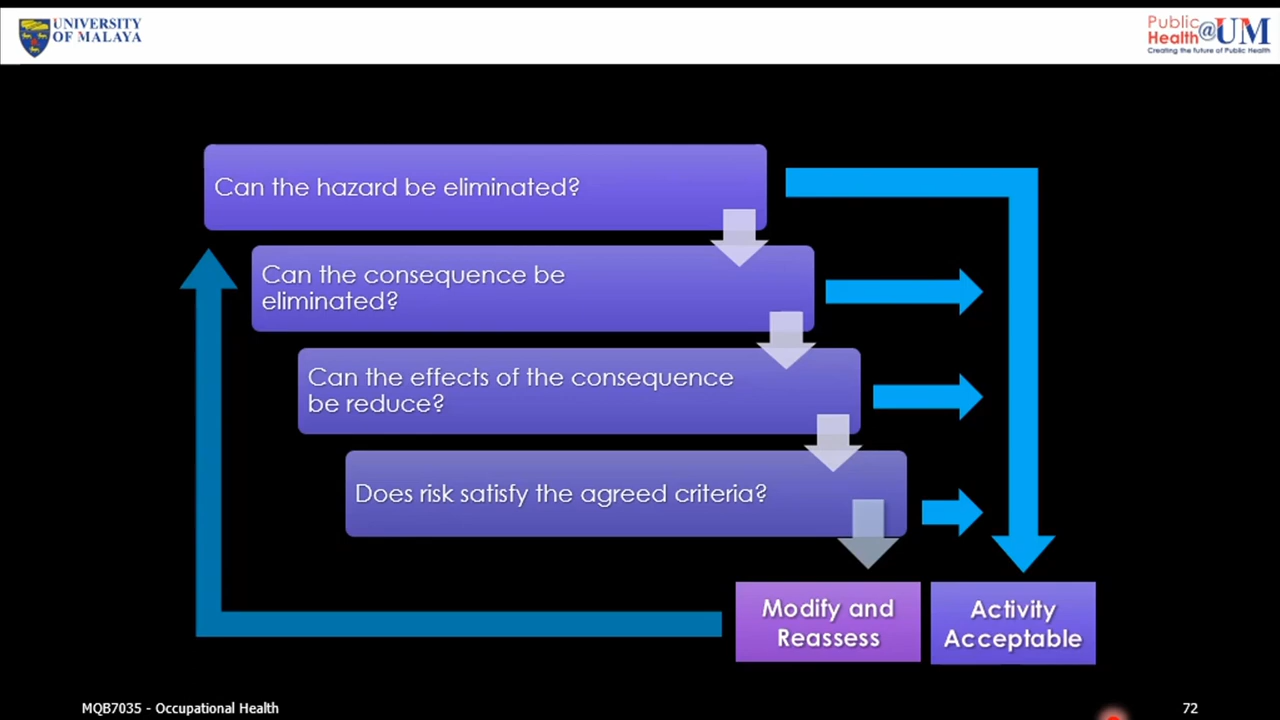 UNIVERSITY
OF MALAYA
Public
Health@UM
Creating the future of Public Health
Can the hazard be eliminated?
Can the consequence be
eliminated?
Can the effects of the consequence
be reduce?
Does risk satisfy the agreed criteria?
Modify and
Reassess
Activity
Acceptable
MQB7035 - Occupational Health
72